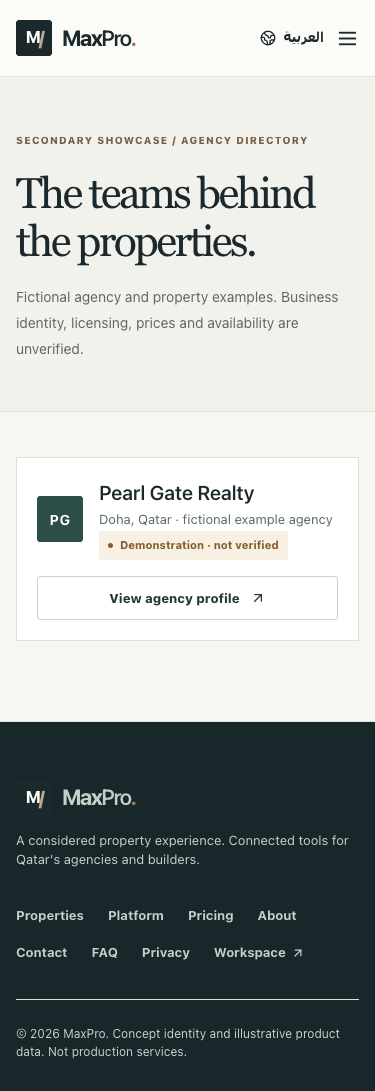 M/ MaxPro. العربية
SECONDARY SHOWCASE / AGENCY DIRECTORY
The teams behind
the properties.
Fictional agency and property examples. Business
identity, licensing, prices and availability are
unverified.
PG
Pearl Gate Realty
Doha, Qatar · fictional example agency
Demonstration · not verified
View agency profile ↗
M/ MaxPro.
A considered property experience. Connected tools for
Qatar's agencies and builders.
Properties Platform Pricing About
Contact FAQ Privacy Workspace ↗
© 2026 MaxPro. Concept identity and illustrative product
data. Not production services.